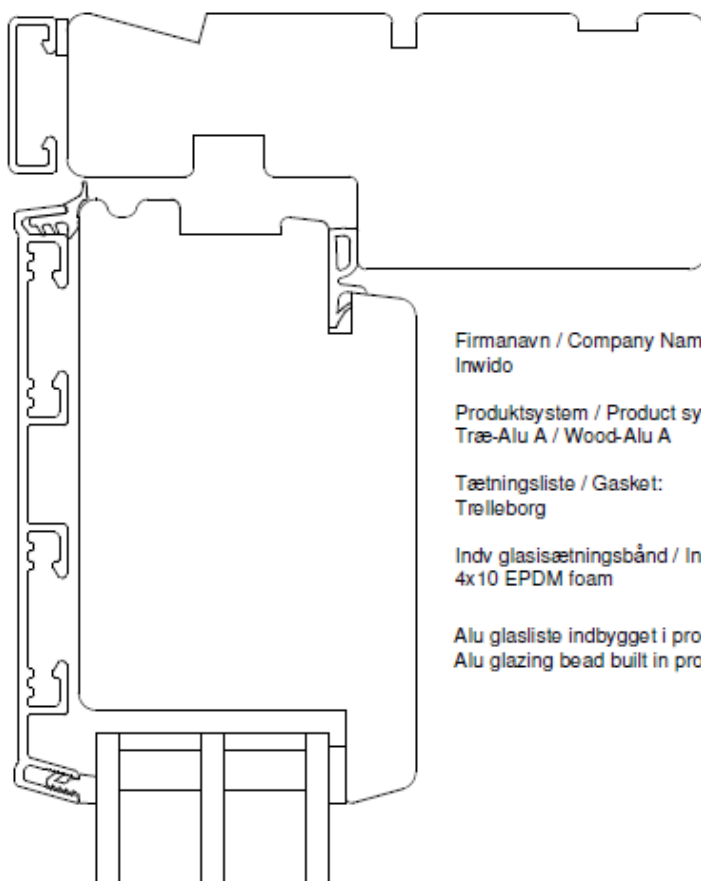 Firmanavn / Company Nam
Inwido
Produktsystem / Product sy
Træ-Alu A / Wood-Alu A
Tætningsliste / Gasket:
Trelleborg
Indv glasisætningsbånd / In
4x10 EPDM foam
Alu glasliste indbygget i pro
Alu glazing bead built in pro